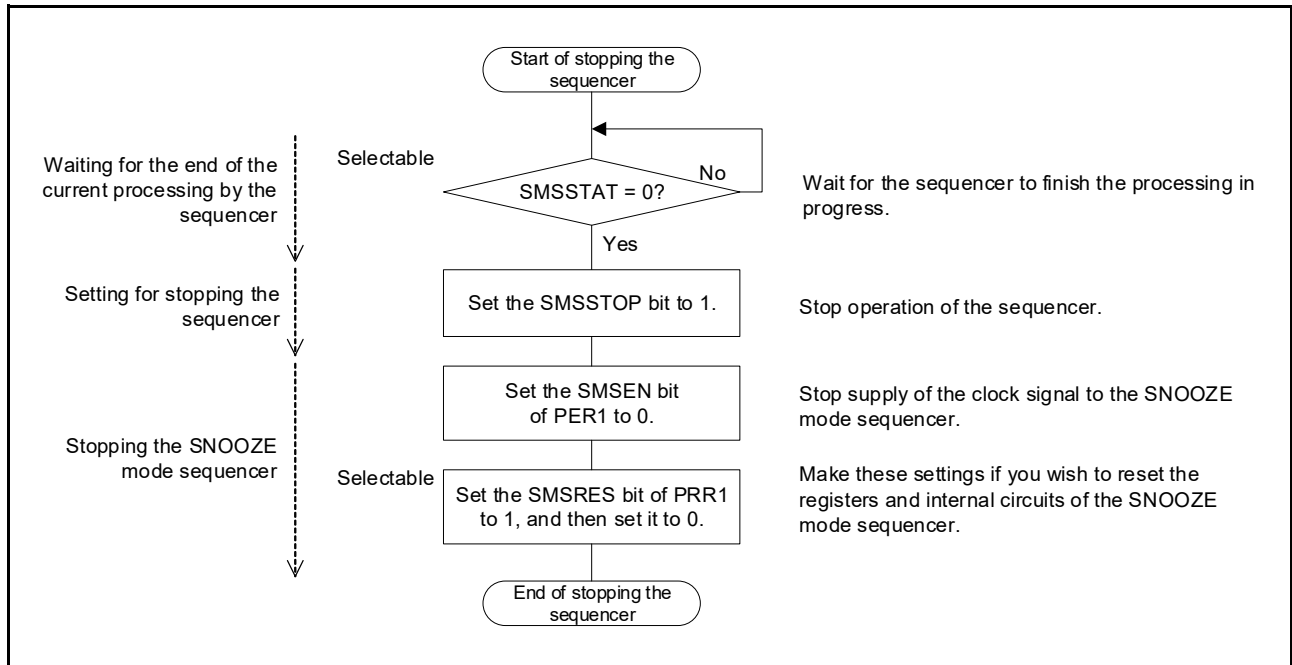 Start of stopping the
sequencer
Waiting for the end of the
current processing by the
sequencer
Selectable
SMSSTAT = 0?
No
Wait for the sequencer to finish the processing in
progress.
Yes
Setting for stopping the
sequencer
Set the SMSSTOP bit to 1.
Stop operation of the sequencer.
Stopping the SNOOZE
mode sequencer
Set the SMSEN bit
of PER1 to 0.
Stop supply of the clock signal to the SNOOZE
mode sequencer.
Selectable
Set the SMSRES bit of PRR1
to 1, and then set it to 0.
Make these settings if you wish to reset the
registers and internal circuits of the SNOOZE
mode sequencer.
End of stopping the
sequencer